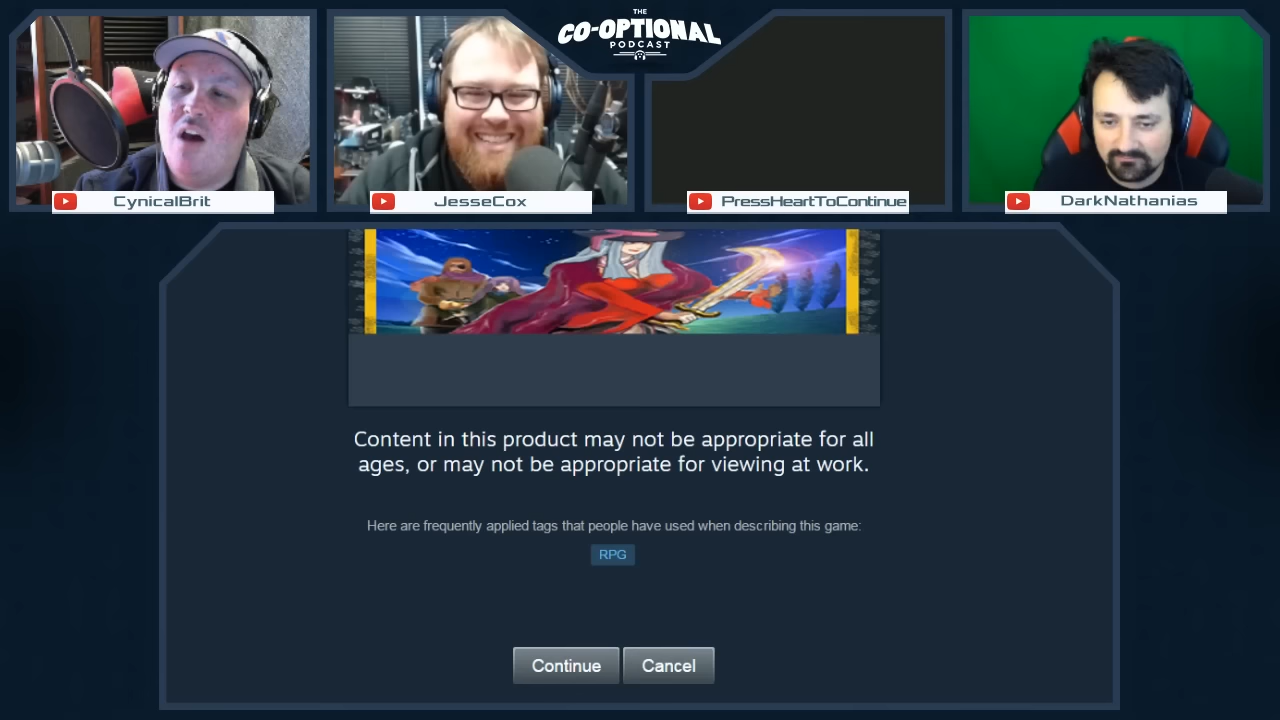 THE
CO-OPTIONAL
PODCAST
CynicalBrit
JesseCox
PressHeartToContinue
DarkNathanias
Content in this product may not be appropriate for all
ages, or may not be appropriate for viewing at work.
Here are frequently applied tags that people have used when describing this game:
RPG
Continue
Cancel